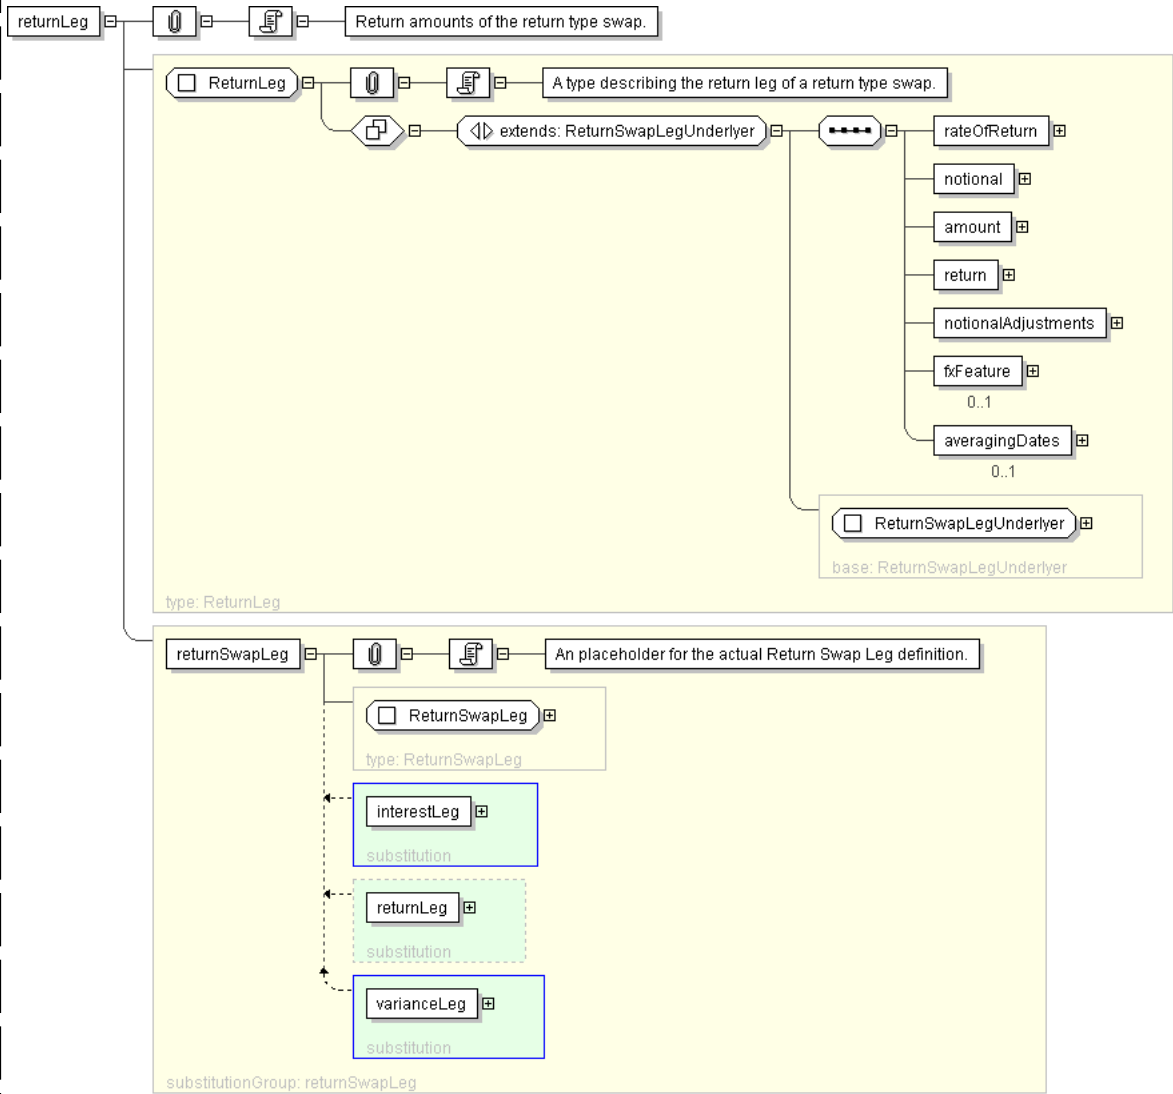 returnLeg
Return amounts of the return type swap.
ReturnLeg
A type describing the return leg of a return type swap.
extends: ReturnSwapLegUnderlyer
rateOfReturn
notional
amount
return
notionalAdjustments
fxFeature
0..1
averagingDates
0..1
ReturnSwapLegUnderlyer
base: ReturnSwapLegUnderlyer
type: ReturnLeg
returnSwapLeg
An placeholder for the actual Return Swap Leg definition.
ReturnSwapLeg
type: ReturnSwapLeg
interestLeg
substitution
returnLeg
substitution
varianceLeg
substitution
substitutionGroup: returnSwapLeg